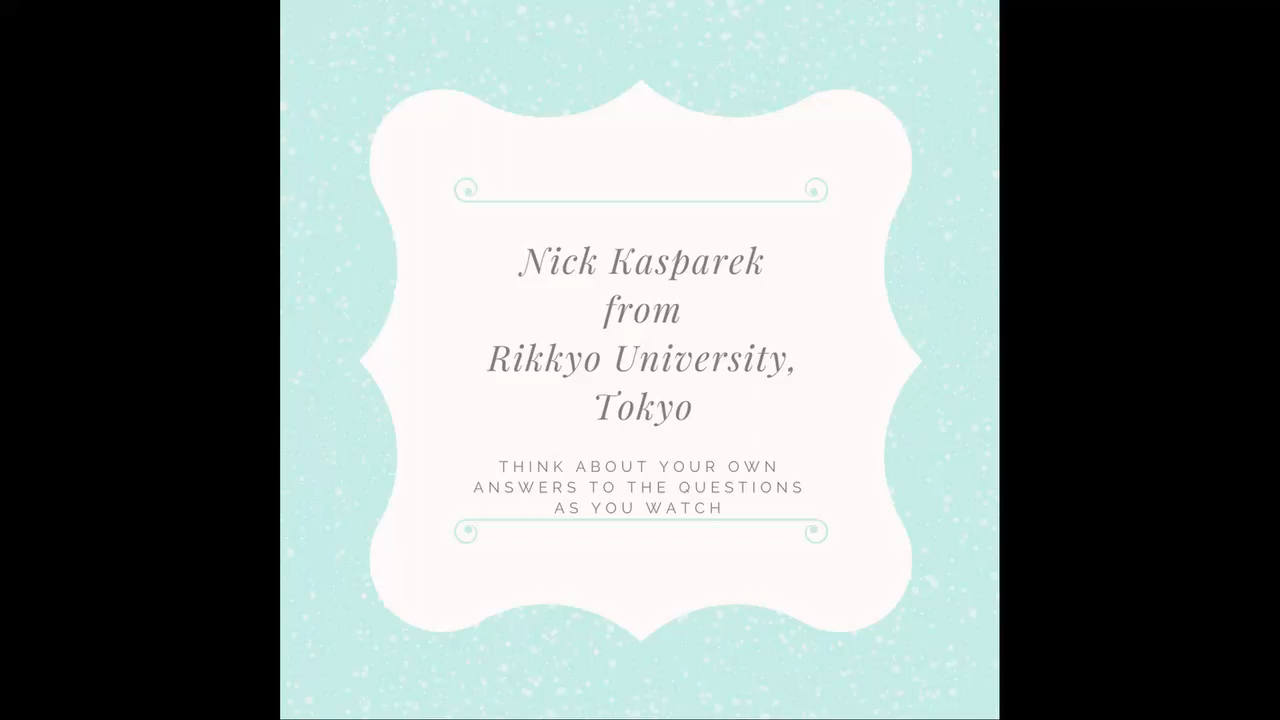 Nick Kasparek
from
Rikkyo University,
Tokyo
THINK ABOUT YOUR OWN
ANSWERS TO THE QUESTIONS
AS YOU WATCH